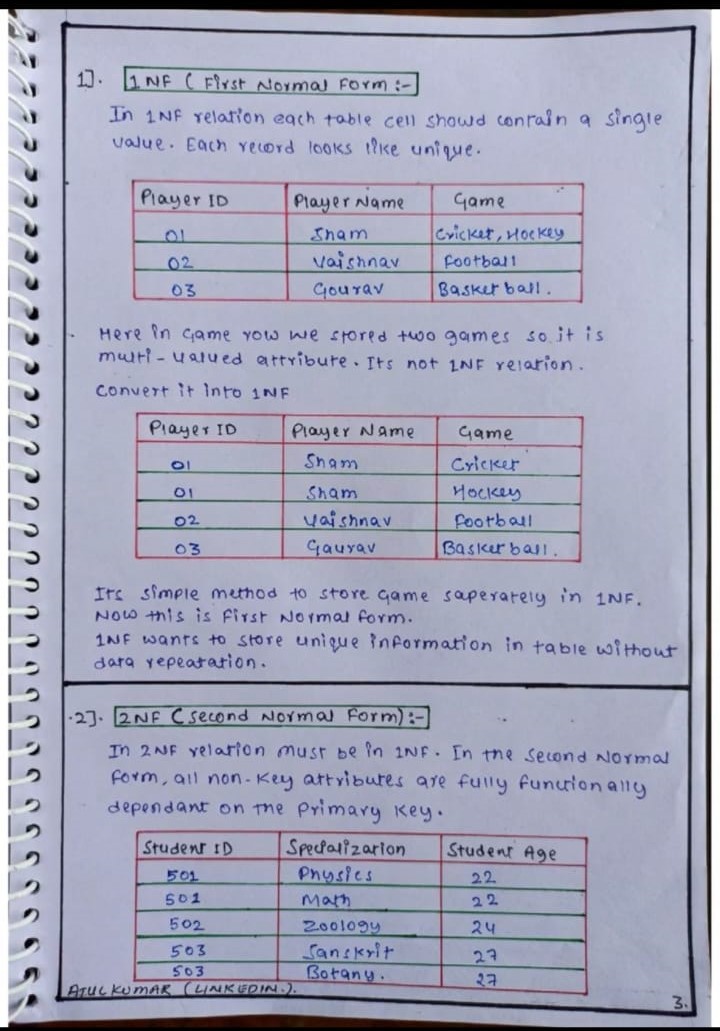 1]. 1NF ( First Normal Form :-
In 1NF relation each table cell showd contain a single
value. Each record looks like unique.
Player ID Player Name Game
01 Sham Cricket, Hockey
02 Vaishnav Football
03 Gourav Basket ball.
Here in Game row we stored two games so it is
multi-valued attribute. Its not 1NF relation.
Convert it into 1NF
Player ID Player Name Game
01 Sham Cricket
01 Sham Hockey
02 Vaishnav Football
03 Gaurav Basket ball.
Its simple method to store game saperately in 1NF.
Now this is First Normal form.
1NF wants to store unique information in table without
data repeatation.
2]. 2NF (Second Normal Form) :-
In 2NF relation must be in 1NF. In the Second Normal
form, all non-key attributes are fully functionally
dependant on the primary key.
Student ID Specialization Student Age
501 Physics 22
501 Math 22
502 Zoology 24
503 Sanskrit 27
503 Botany. 27
ATUL KUMAR (LINKEDIN.).
3.